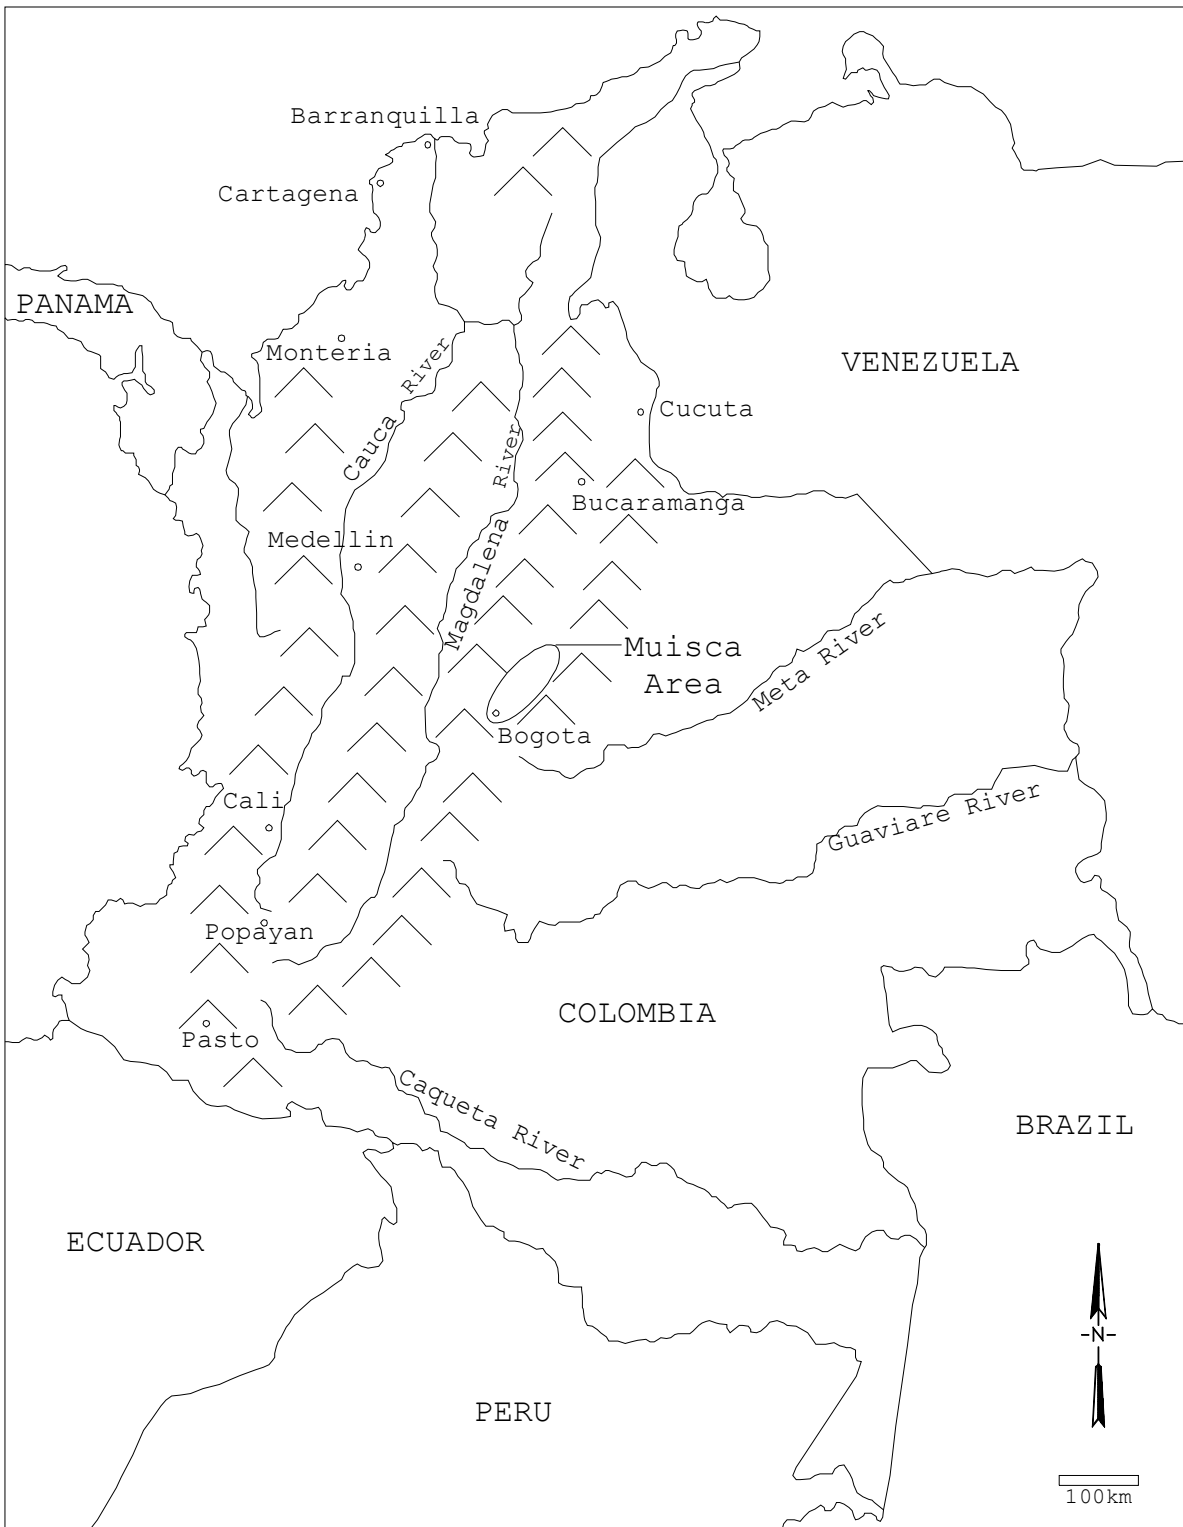 Barranquilla
Cartagena
PANAMA
Monteria
Cauca River
VENEZUELA
Cucuta
Magdalena River
Bucaramanga
Medellin
Muisca
Area
Meta River
Bogota
Cali
Guaviare River
Popayan
COLOMBIA
Pasto
Caqueta River
BRAZIL
ECUADOR
-N-
PERU
100km